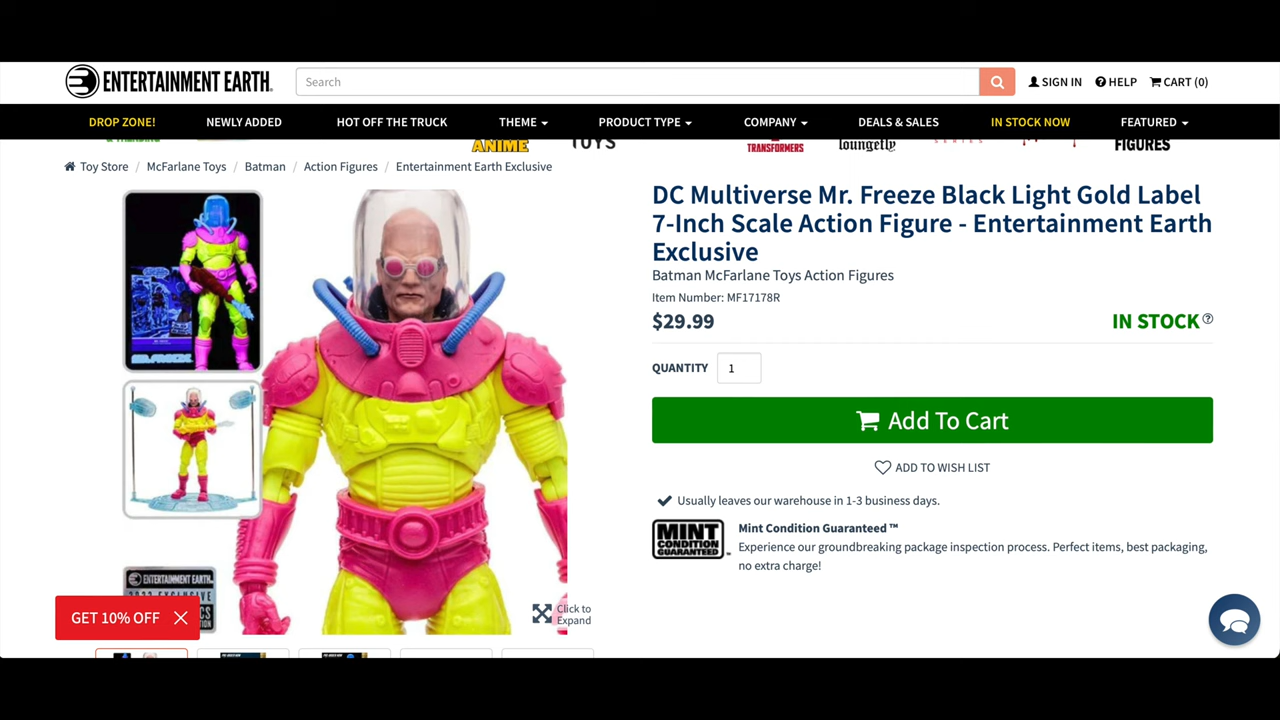 ENTERTAINMENT EARTH
Search
SIGN IN
HELP
CART (0)
DROP ZONE!
NEWLY ADDED
HOT OFF THE TRUCK
THEME
PRODUCT TYPE
COMPANY
DEALS & SALES
IN STOCK NOW
FEATURED
ANIME
TOYS
TRANSFORMERS
loungefly
SERIES
FIGURES
Toy Store / McFarlane Toys / Batman / Action Figures / Entertainment Earth Exclusive
DC Multiverse Mr. Freeze Black Light Gold Label
7-Inch Scale Action Figure - Entertainment Earth
Exclusive
Batman McFarlane Toys Action Figures
Item Number: MF17178R
$29.99
IN STOCK
QUANTITY 1
Add To Cart
ADD TO WISH LIST
Usually leaves our warehouse in 1-3 business days.
MINT
CONDITION
GUARANTEED
Mint Condition Guaranteed ™
Experience our groundbreaking package inspection process. Perfect items, best packaging,
no extra charge!
MR. FREEZE
ENTERTAINMENT EARTH
GET 10% OFF
Click to
Expand